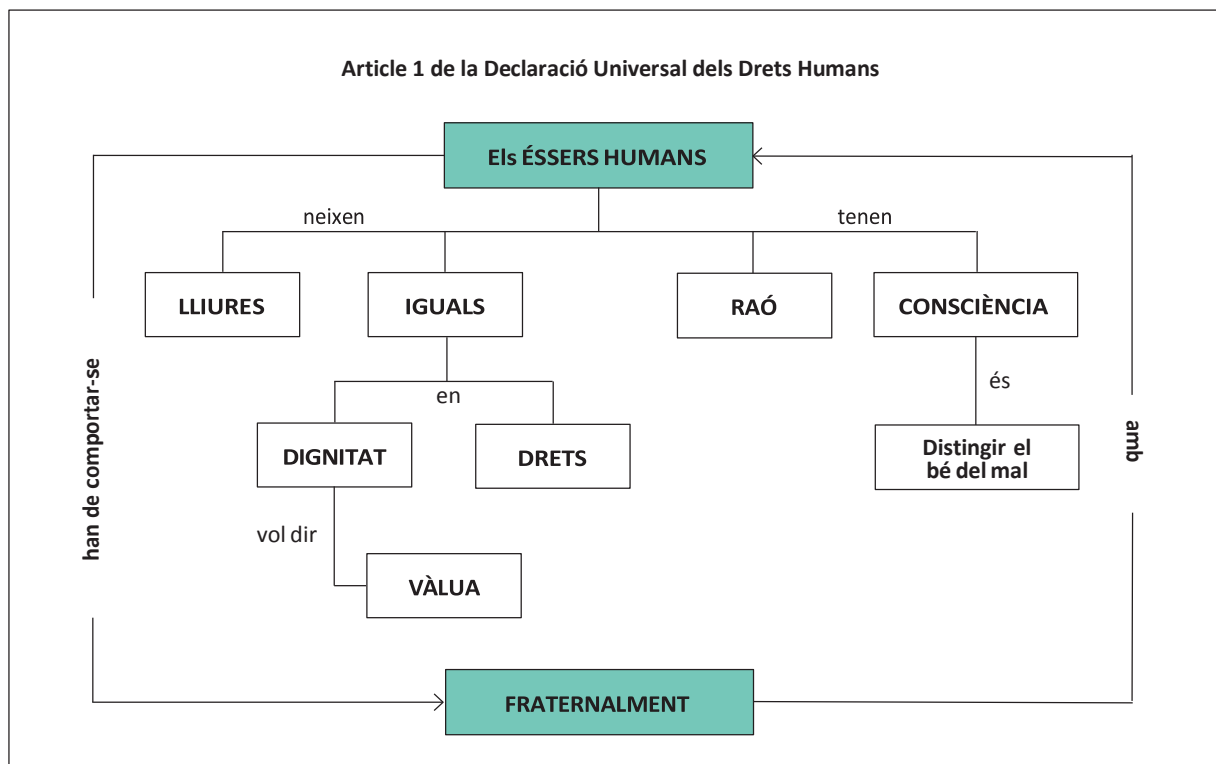 Article 1 de la Declaració Universal dels Drets Humans
Els ÉSSERS HUMANS
neixen
tenen
LLIURES
IGUALS
RAÓ
CONSCIÈNCIA
han de comportar-se
en
és
amb
DIGNITAT
DRETS
Distingir el
bé del mal
vol dir
VÀLUA
FRATERNALMENT